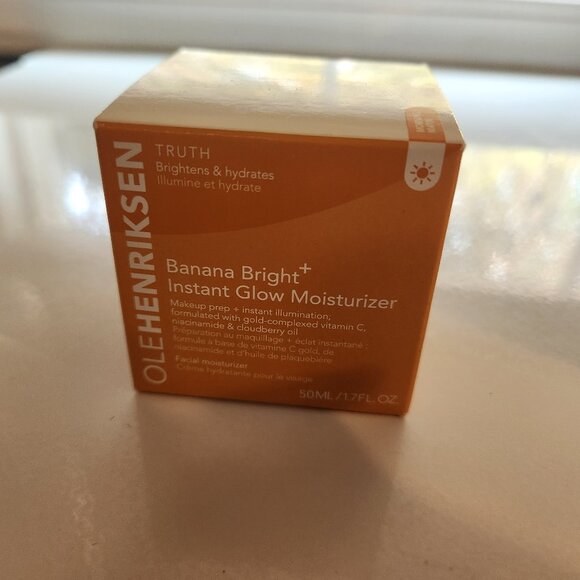 OLEHENRIKSEN
TRUTH
Brightens & hydrates
Illumine et hydrate
Banana Bright+
Instant Glow Moisturizer
Makeup prep + instant illumination;
formulated with gold-complexed vitamin C,
niacinamide & cloudberry oil
Préparation au maquillage + éclat instantané :
formule à base de vitamine C gold, de
niacinamide et d'huile de plaquebière
Facial moisturizer
Crème hydratante pour le visage
50ML / 1.7FL. OZ.